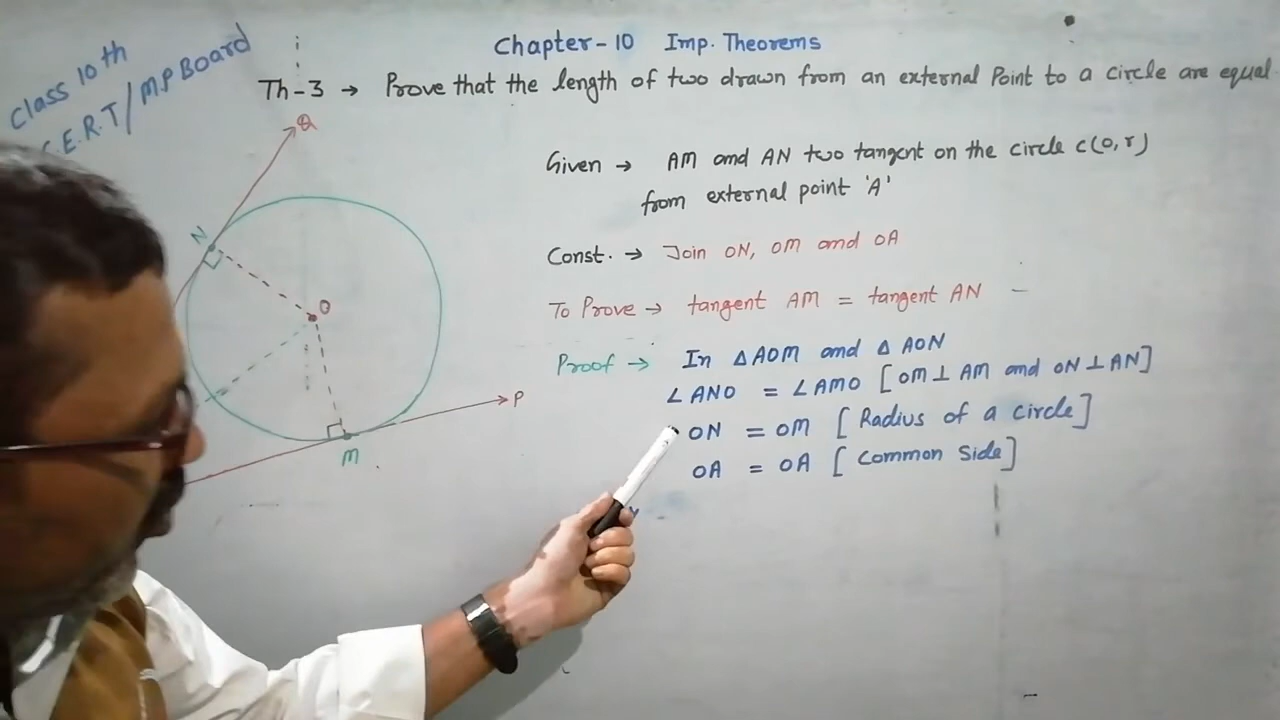 Chapter-10 Imp. Theorems
Class 10th
C.E.R.T/MP Board
Th-3 → Prove that the length of two drawn from an external Point to a circle are equal
Given → AM and AN two tangent on the circle c(o,r)
from external point 'A'
Const. → Join ON, OM and OA
To Prove → tangent AM = tangent AN
Proof → In △AOM and △AON
∠ANO = ∠AMO [OM⊥AM and ON⊥AN]
ON = OM [Radius of a circle]
OA = OA [Common Side]
Q
N
O
P
M